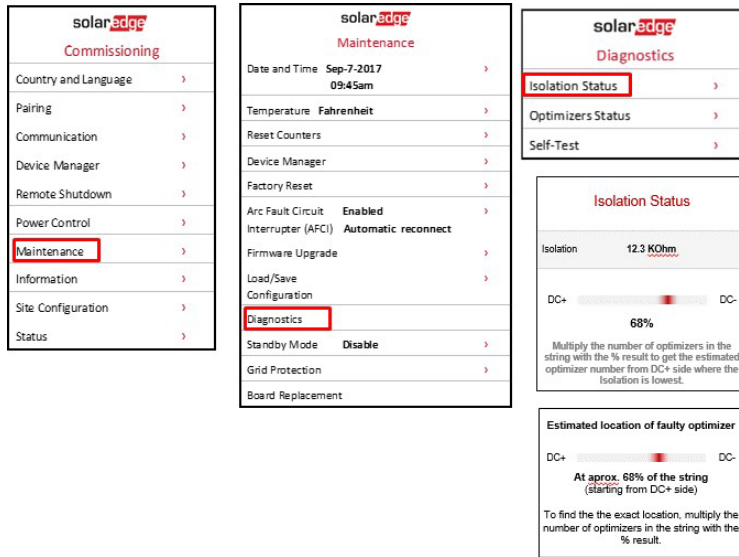 solaredge
Commissioning
Country and Language
Pairing
Communication
Device Manager
Remote Shutdown
Power Control
Maintenance
Information
Site Configuration
Status
solaredge
Maintenance
Date and Time Sep-7-2017
09:45am
Temperature Fahrenheit
Reset Counters
Device Manager
Factory Reset
Arc Fault Circuit Enabled
Interrupter (AFCI) Automatic reconnect
Firmware Upgrade
Load/Save
Configuration
Diagnostics
Standby Mode Disable
Grid Protection
Board Replacement
solaredge
Diagnostics
Isolation Status
Optimizers Status
Self-Test
Isolation Status
Isolation 12.3 KOhm
DC+ DC-
68%
Multiply the number of optimizers in the
string with the % result to get the estimated
optimizer number from DC+ side where the
Isolation is lowest.
Estimated location of faulty optimizer
DC+ DC-
At aprox. 68% of the string
(starting from DC+ side)
To find the the exact location, multiply the
number of optimizers in the string with the
% result.